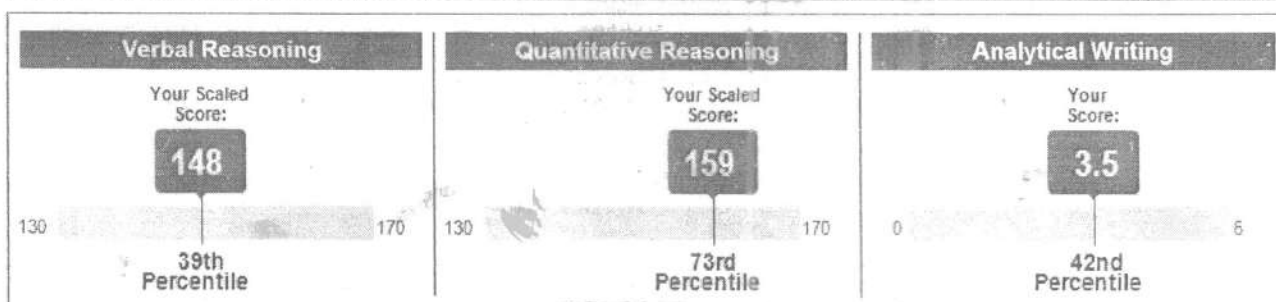 Verbal Reasoning
Your Scaled
Score:
148
130
170
39th
Percentile
Quantitative Reasoning
Your Scaled
Score:
159
130
170
73rd
Percentile
Analytical Writing
Your
Score:
3.5
0
6
42nd
Percentile